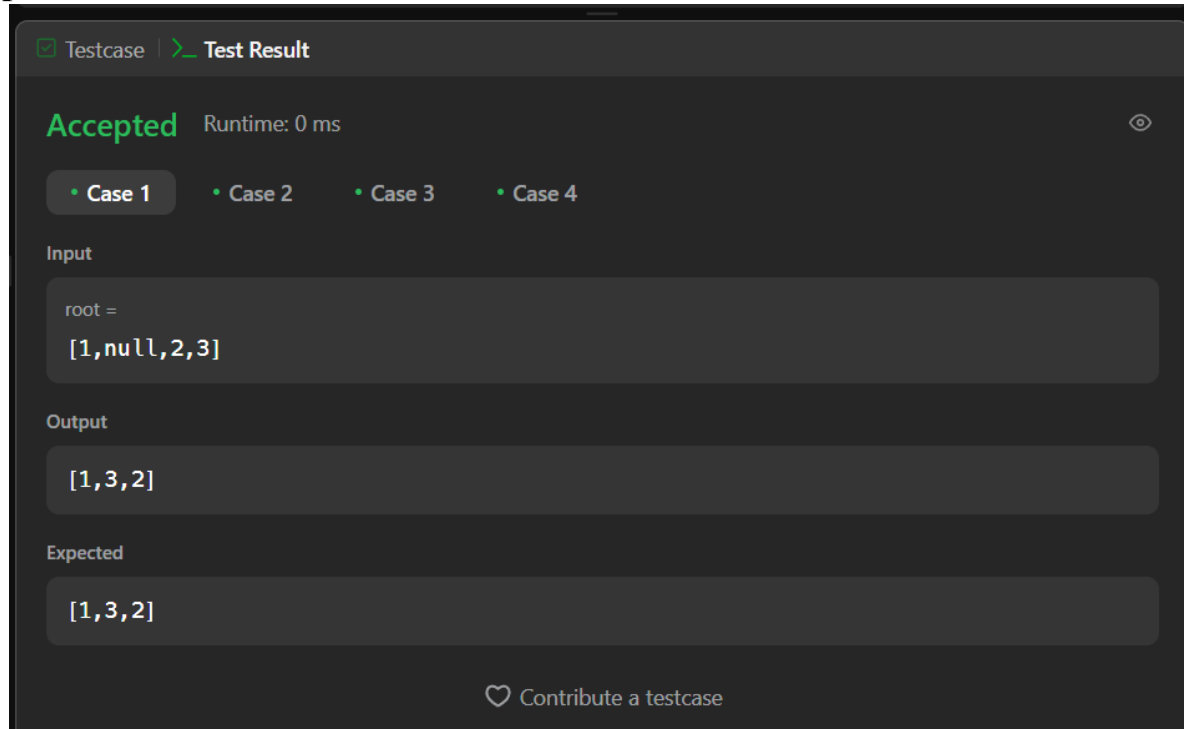 Testcase >_ Test Result
Accepted Runtime: 0 ms
• Case 1 • Case 2 • Case 3 • Case 4
Input
root =
[1,null,2,3]
Output
[1,3,2]
Expected
[1,3,2]
Contribute a testcase